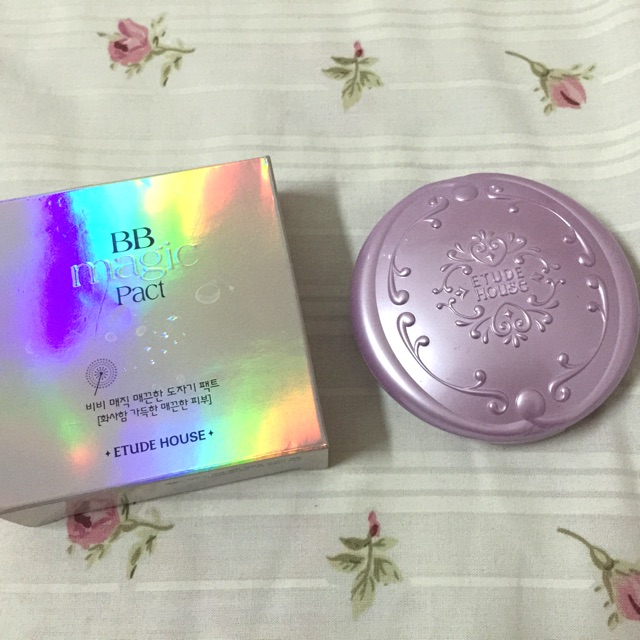 BB
magic
Pact
비비 매직 매끈한 도자기 팩트
[화사함 가득한 매끈한 피부]
ETUDE HOUSE
ETUDE
HOUSE